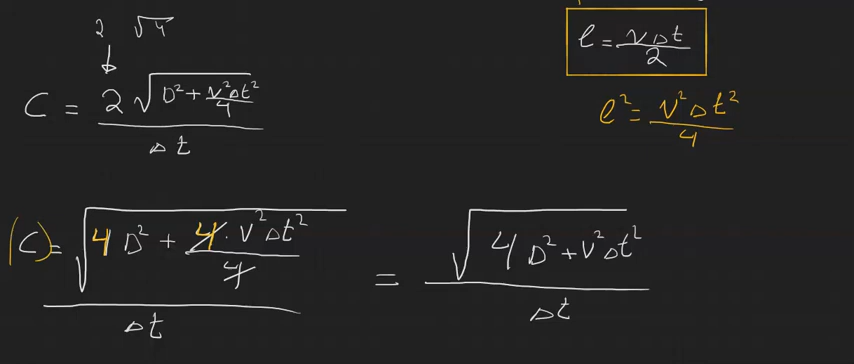 2 √4
ℓ = vΔt/2
C = 2√(D² + v²Δt²/4) / Δt
ℓ² = v²Δt²/4
(C) = √(4D² + 4·v²Δt²/4) / Δt = √(4D² + v²Δt²) / Δt